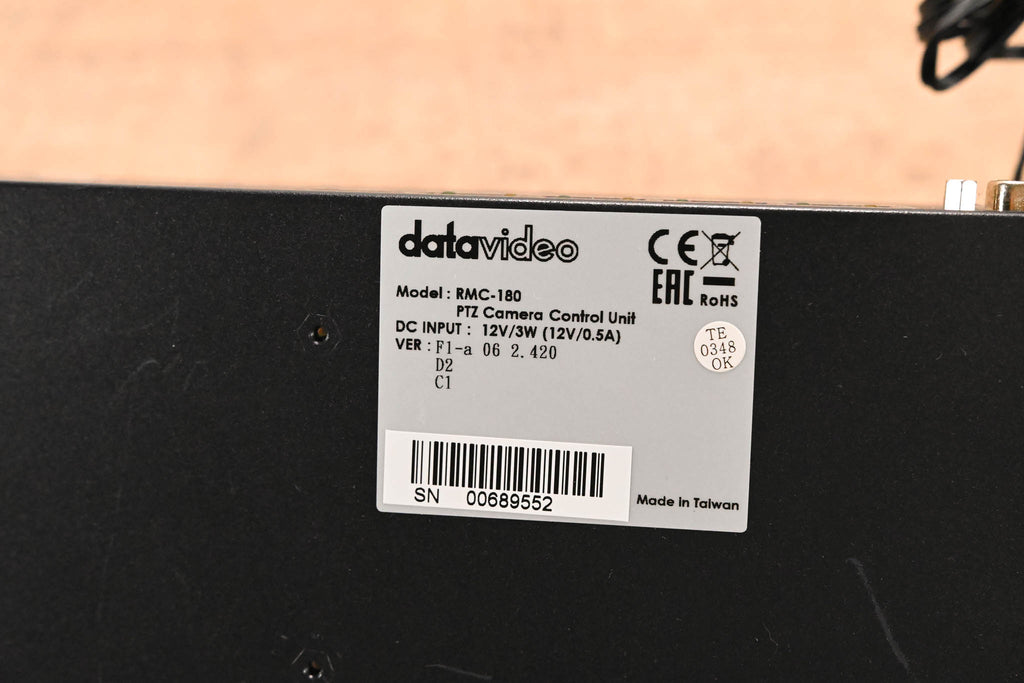 datavideo
CE
EAC RoHS
Model : RMC-180
PTZ Camera Control Unit
DC INPUT : 12V/3W (12V/0.5A)
VER : F1-a 06 2.420
D2
C1
TE
0348
OK
SN 00689552
Made in Taiwan